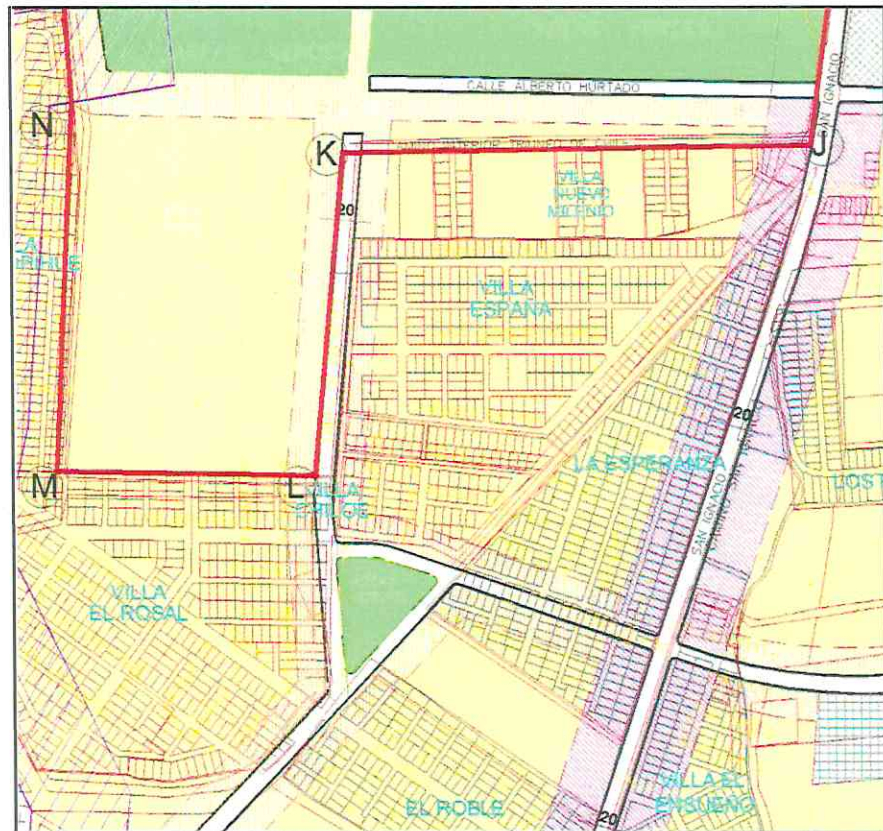 CALLE ALBERTO HURTADO
SAN IGNACIO
N
K
J
20
VILLA
NUEVO
MILENIO
VILLA
ESPAÑA
20
LA ESPERANZA
SAN IGNACIO
M
L
VILLA
CHILOE
VILLA
EL ROSAL
EL ROBLE
VILLA EL
ENSUEÑO
20